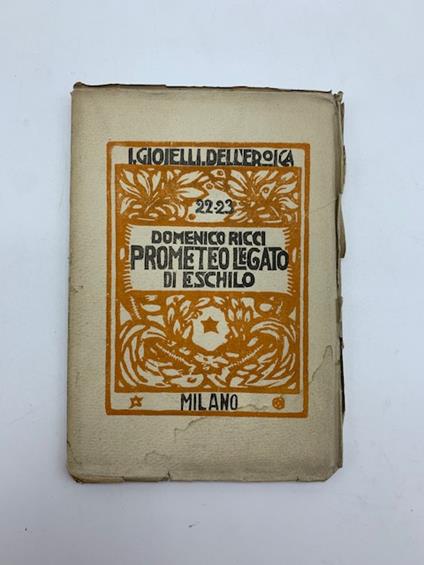 I.GIOIELLI.DELL'EROICA
22-23
DOMENICO RICCI
PROMETEO LEGATO
DI ESCHILO
MILANO